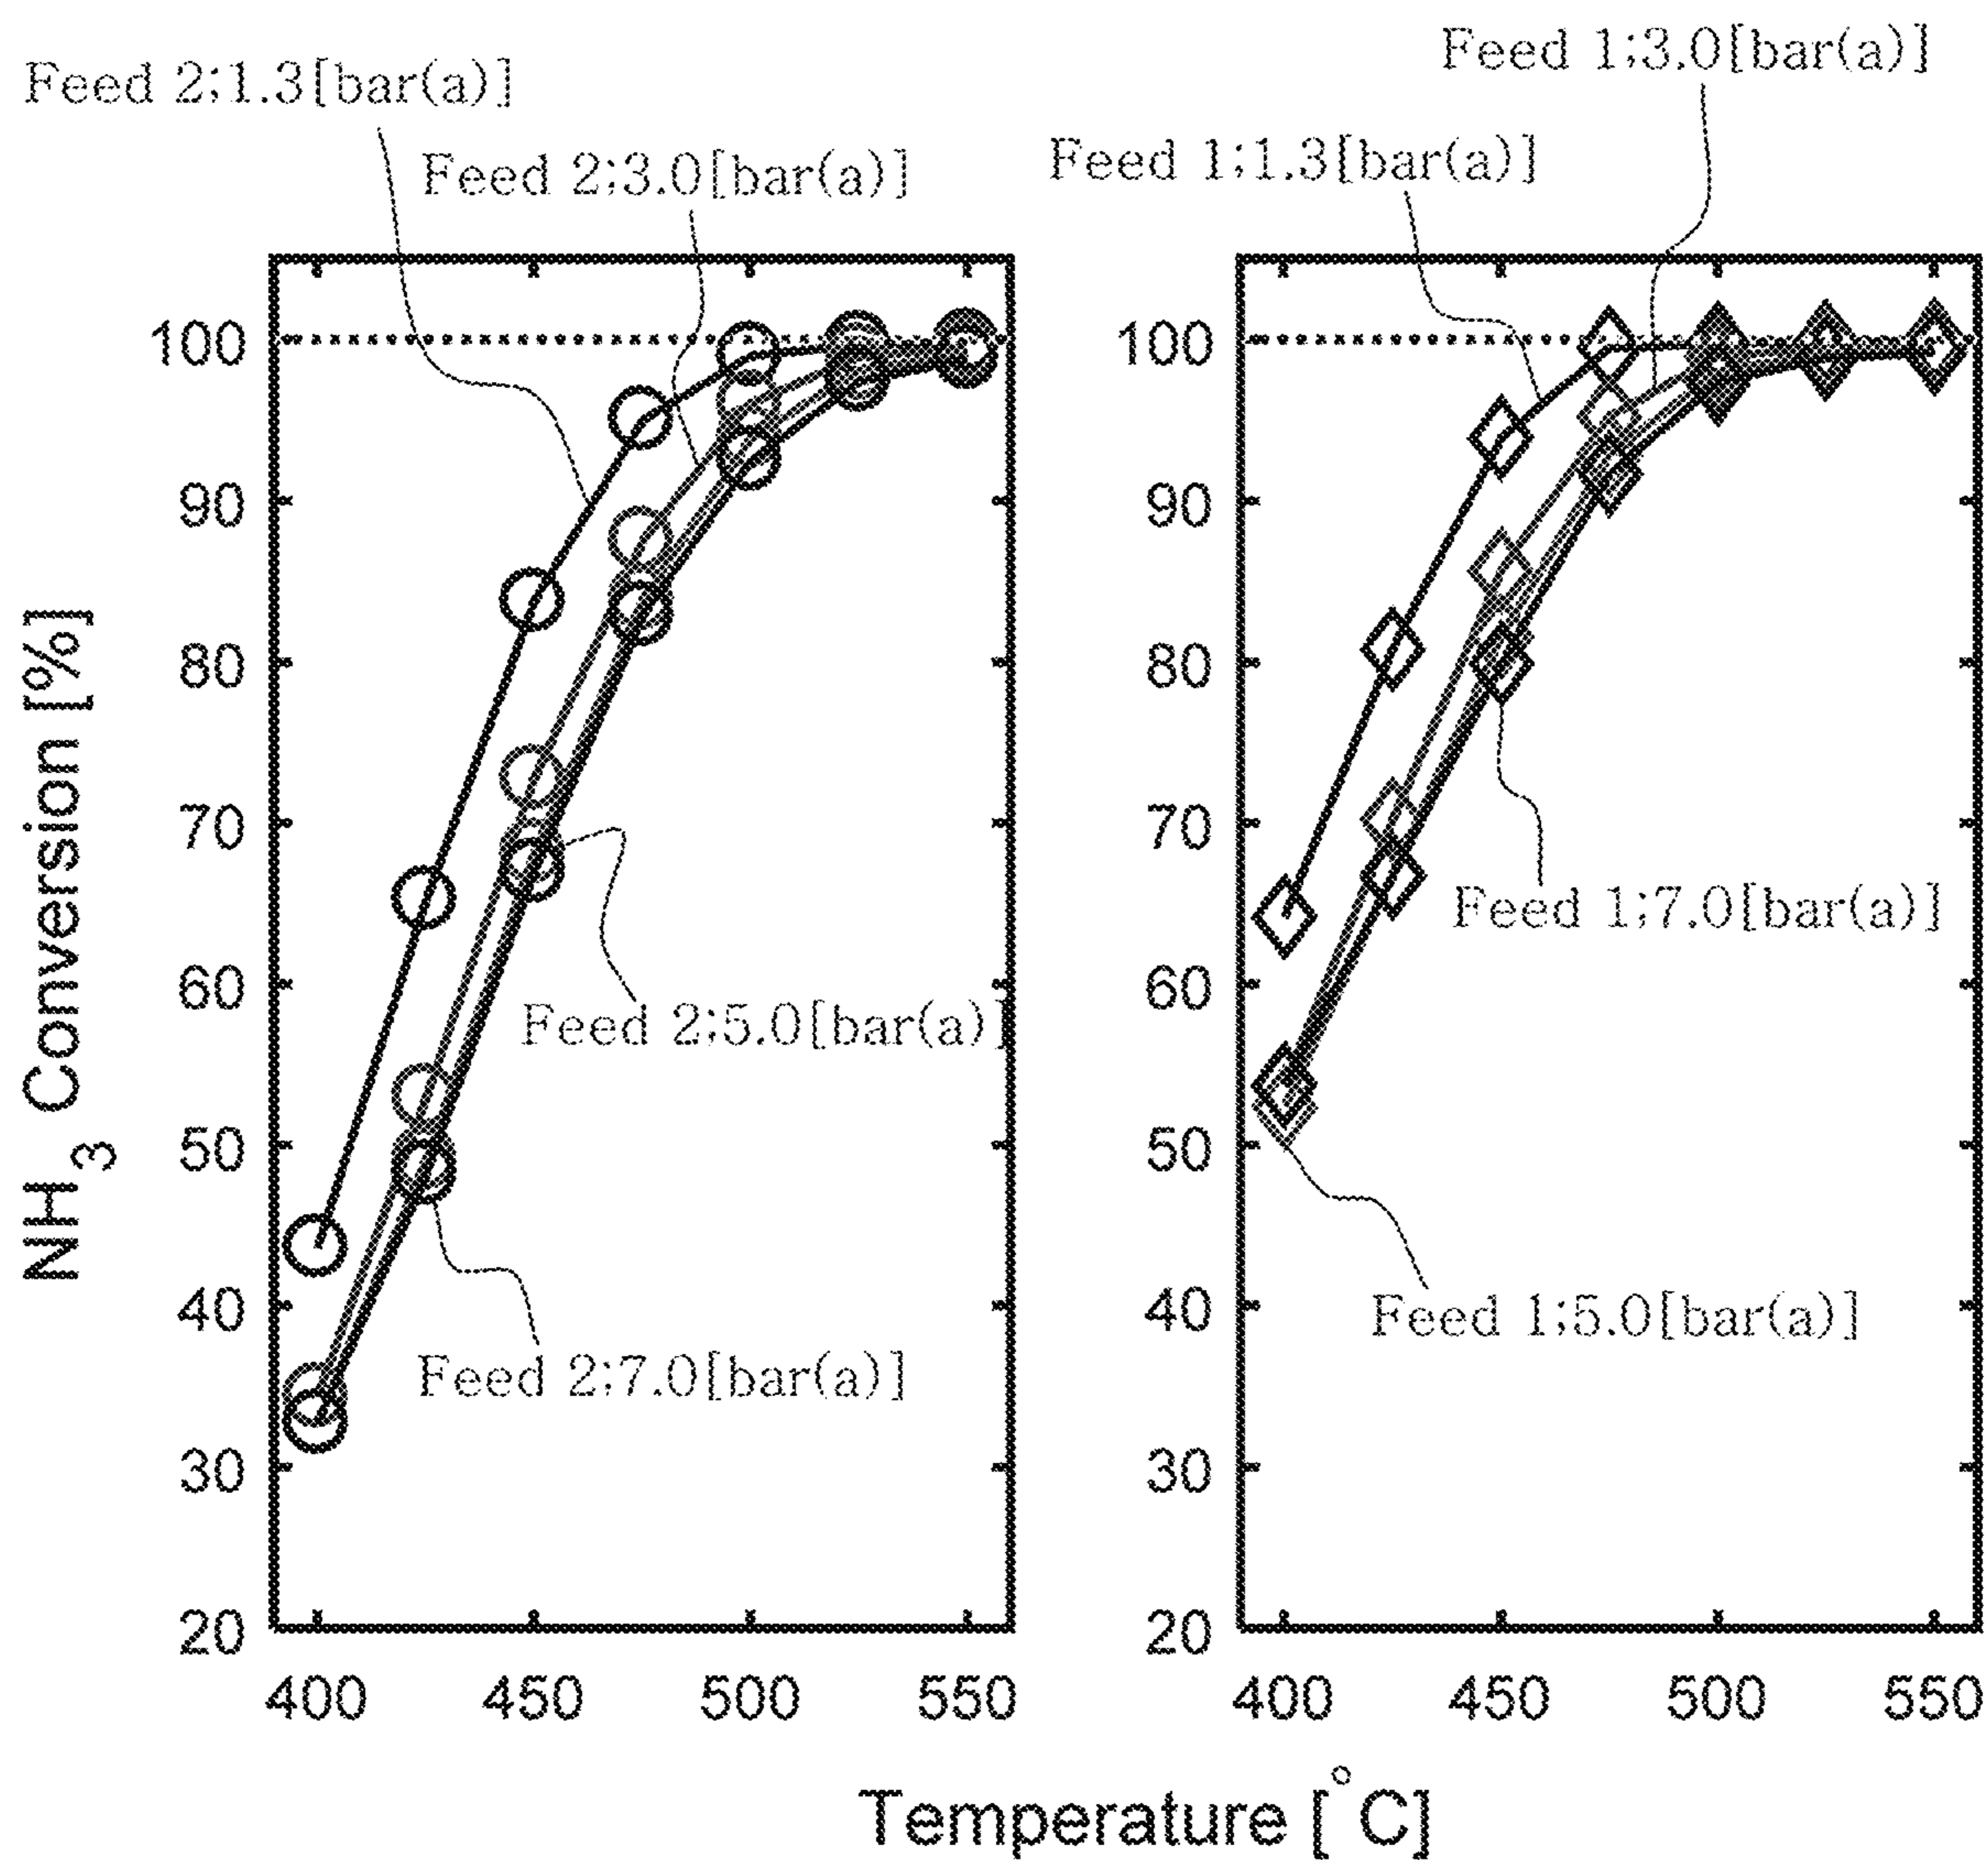 Feed 1;3.0[bar(a)]
Feed 2;1.3[bar(a)]
Feed 1;1.3[bar(a)]
Feed 2;3.0[bar(a)]
100
90
80
70
60
50
40
30
20
400 450 500 550
NH3 Conversion [%]
Feed 2;5.0[bar(a)]
Feed 2;7.0[bar(a)]
100
90
80
70
60
50
40
30
20
400 450 500 550
Feed 1;7.0[bar(a)]
Feed 1;5.0[bar(a)]
Temperature [°C]